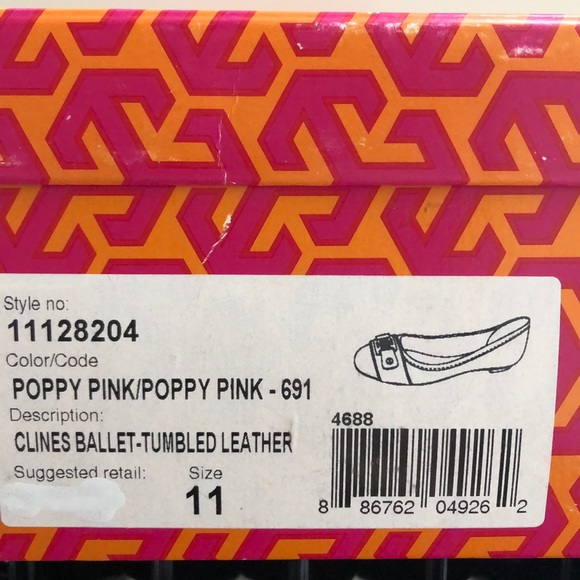 Style no:
11128204
Color/Code
POPPY PINK/POPPY PINK - 691
Description:
CLINES BALLET-TUMBLED LEATHER
Suggested retail: Size
11
4688
8 86762 04926 2